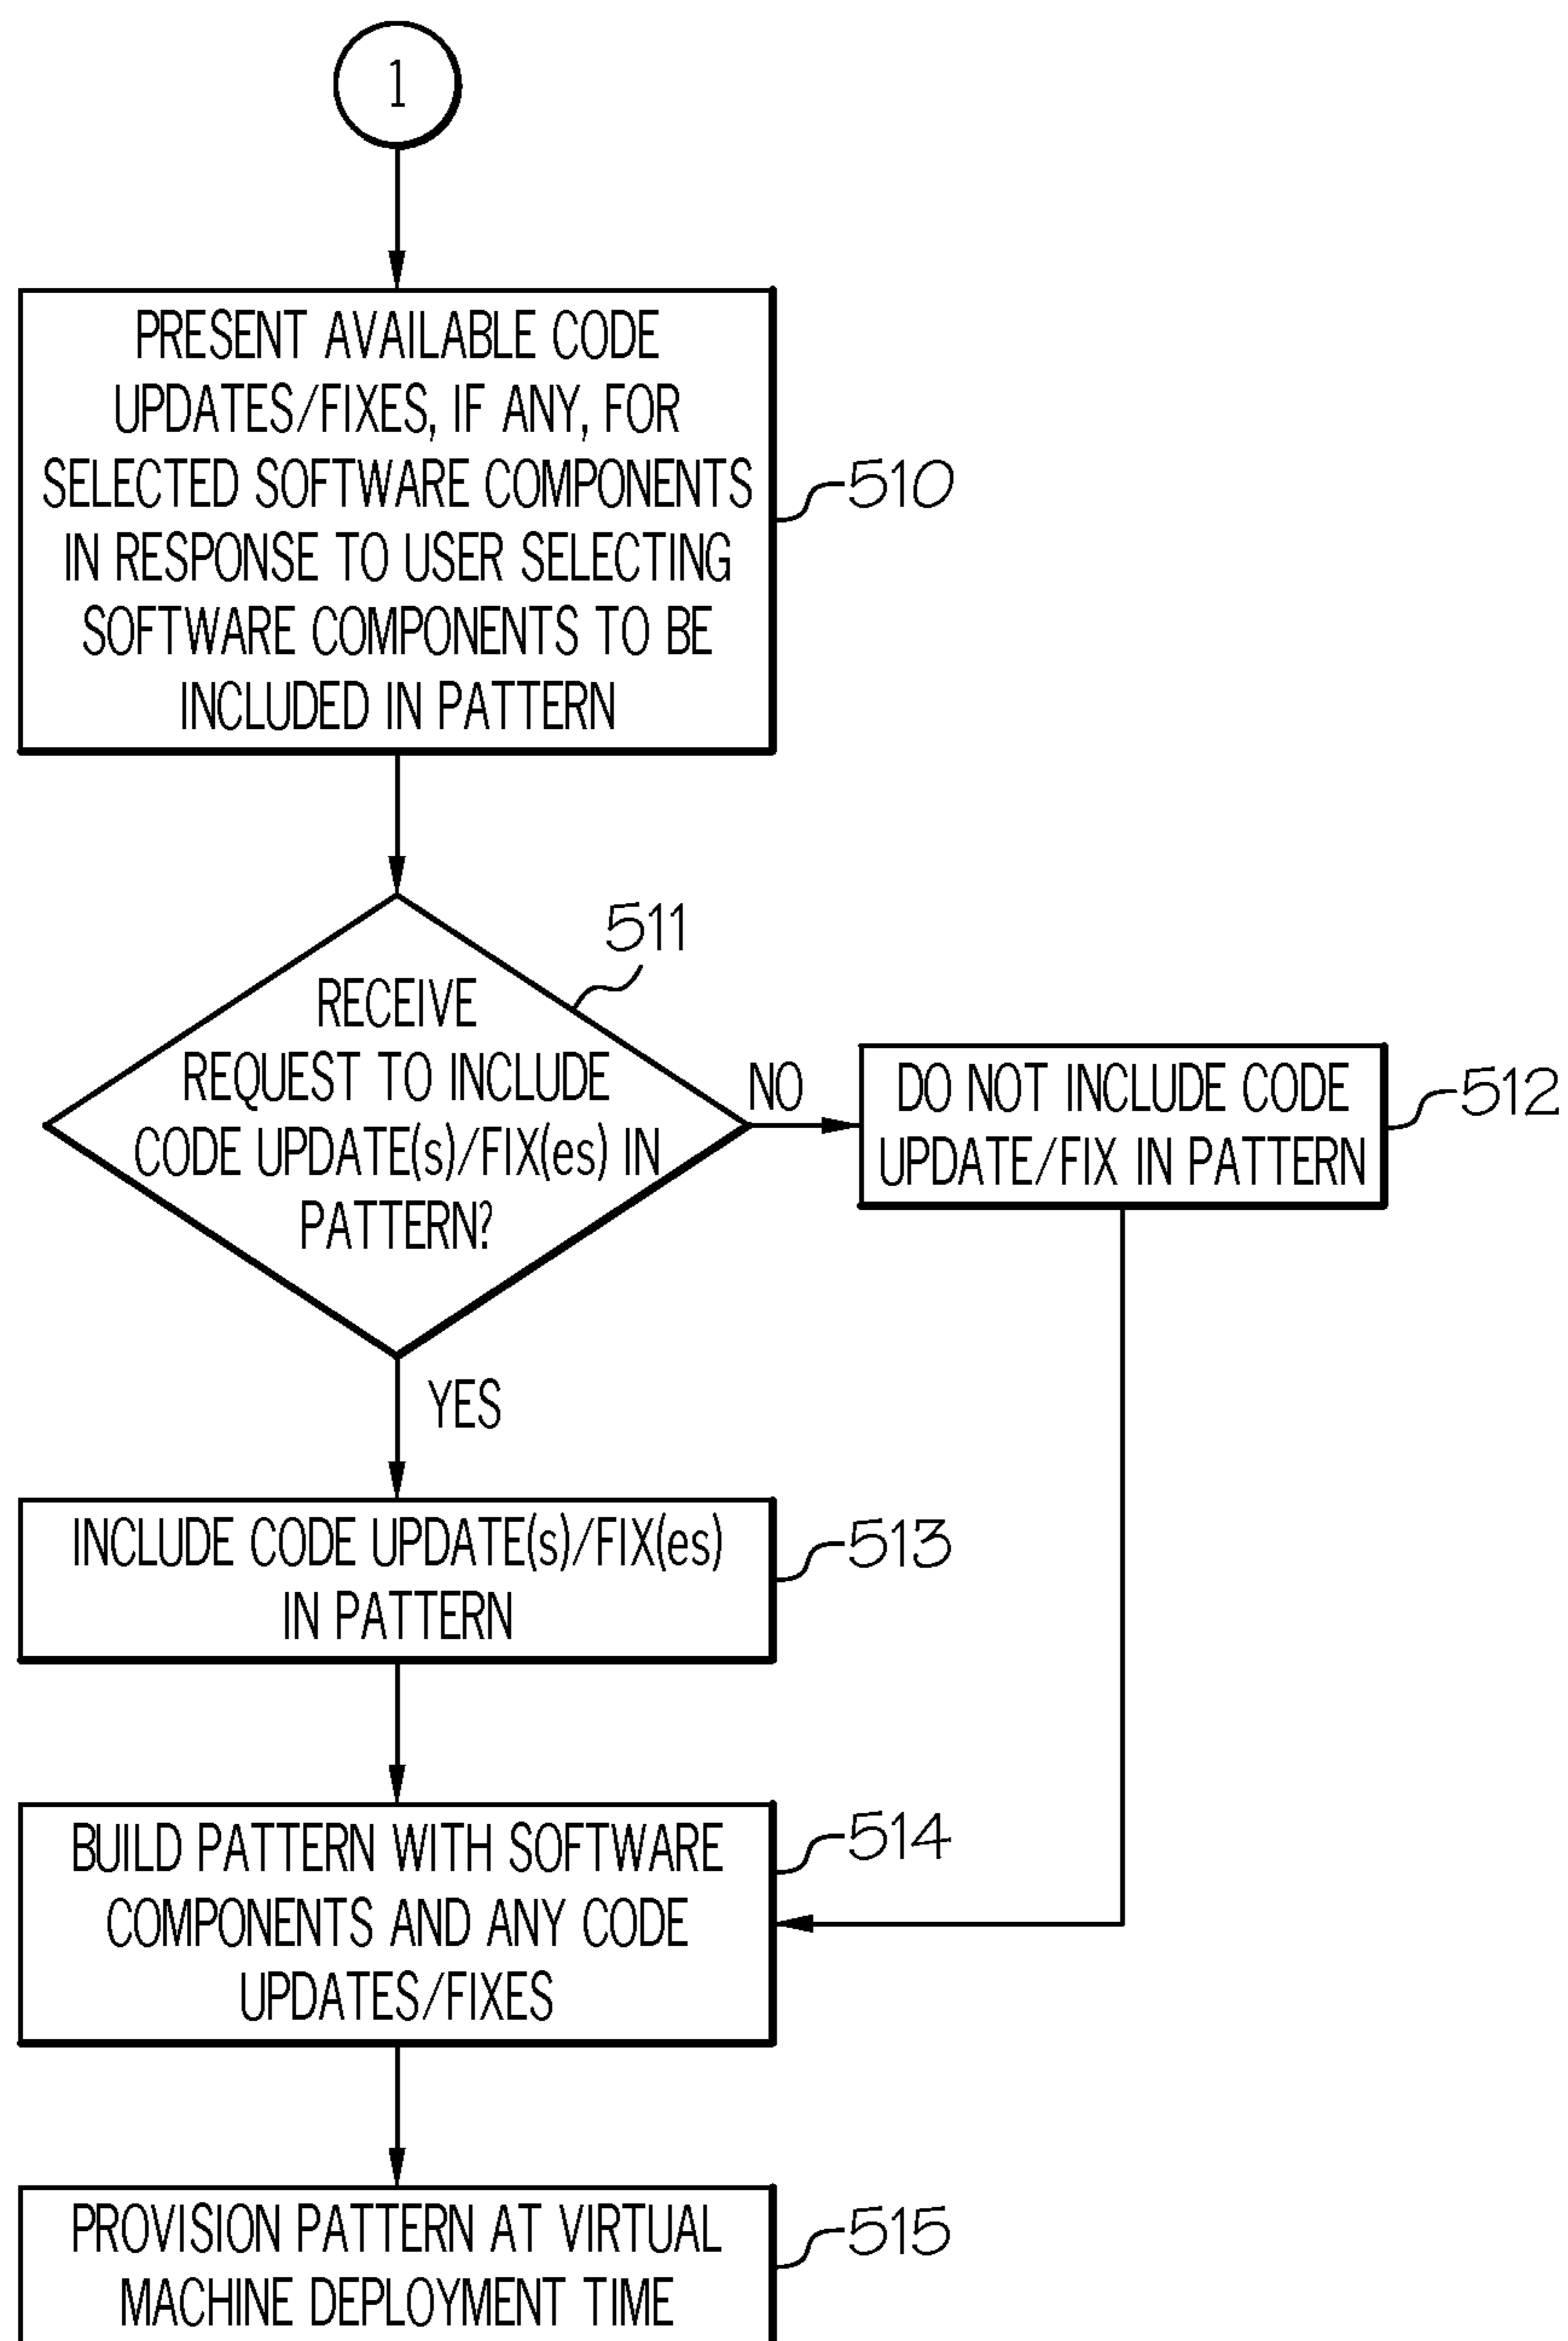 1
PRESENT AVAILABLE CODE
UPDATES/FIXES, IF ANY, FOR
SELECTED SOFTWARE COMPONENTS
IN RESPONSE TO USER SELECTING
SOFTWARE COMPONENTS TO BE
INCLUDED IN PATTERN
510
511
RECEIVE
REQUEST TO INCLUDE
CODE UPDATE(s)/FIX(es) IN
PATTERN?
NO
DO NOT INCLUDE CODE
UPDATE/FIX IN PATTERN
512
YES
INCLUDE CODE UPDATE(s)/FIX(es)
IN PATTERN
513
BUILD PATTERN WITH SOFTWARE
COMPONENTS AND ANY CODE
UPDATES/FIXES
514
PROVISION PATTERN AT VIRTUAL
MACHINE DEPLOYMENT TIME
515